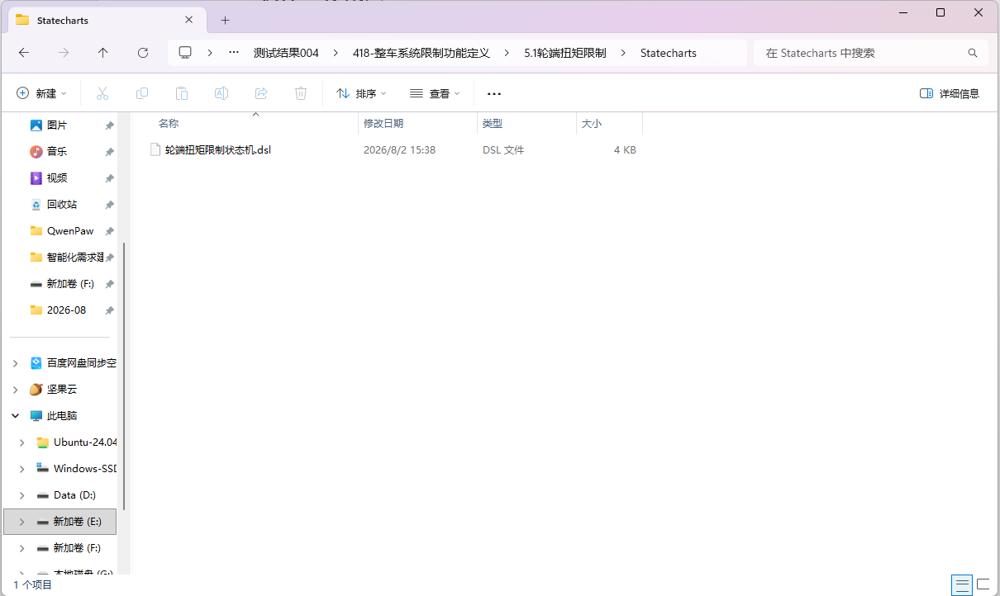 Statecharts
测试结果004
418-整车系统限制功能定义
5.1轮端扭矩限制
Statecharts
在 Statecharts 中搜索
新建
排序
查看
详细信息
名称
修改日期
类型
大小
轮端扭矩限制状态机.dsl
2026/8/2 15:38
DSL 文件
4 KB
图片
音乐
视频
回收站
QwenPaw
智能化需求建
新加卷 (F:)
2026-08
百度网盘同步空
坚果云
此电脑
Ubuntu-24.04
Windows-SSD
Data (D:)
新加卷 (E:)
新加卷 (F:)
本地磁盘 (G:)
1 个项目